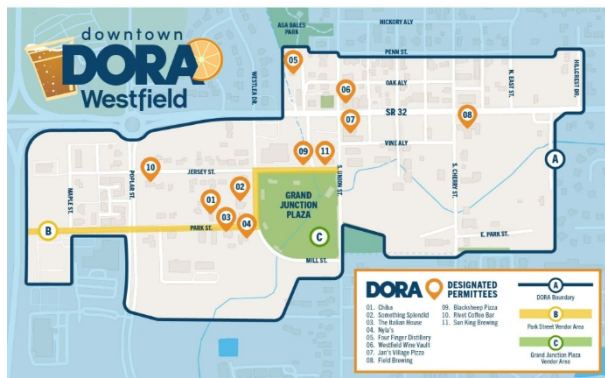 downtown
DORA
Westfield
ASA BALES
PARK
HICKORY ALY
PENN ST.
OAK ALY
SR 32
VINE ALY
WESTLEA DR.
N. EAST ST.
HILLCREST DR.
JERSEY ST.
POPLAR ST.
MAPLE ST.
PARK ST.
MILL ST.
S. UNION ST.
S. CHERRY ST.
E. PARK ST.
GRAND
JUNCTION
PLAZA
05
06
07
08
09
11
10
02
01
03
04
A
B
C
DORA DESIGNATED
PERMITTEES
01. Chiba
02. Something Splendid
03. The Italian House
04. Nyla's
05. Four Finger Distillery
06. Westfield Wine Vault
07. Jan's Village Pizza
08. Field Brewing
09. Blacksheep Pizza
10. Rivet Coffee Bar
11. Sun King Brewing
A
DORA Boundary
B
Park Street Vendor Area
C
Grand Junction Plaza
Vendor Area